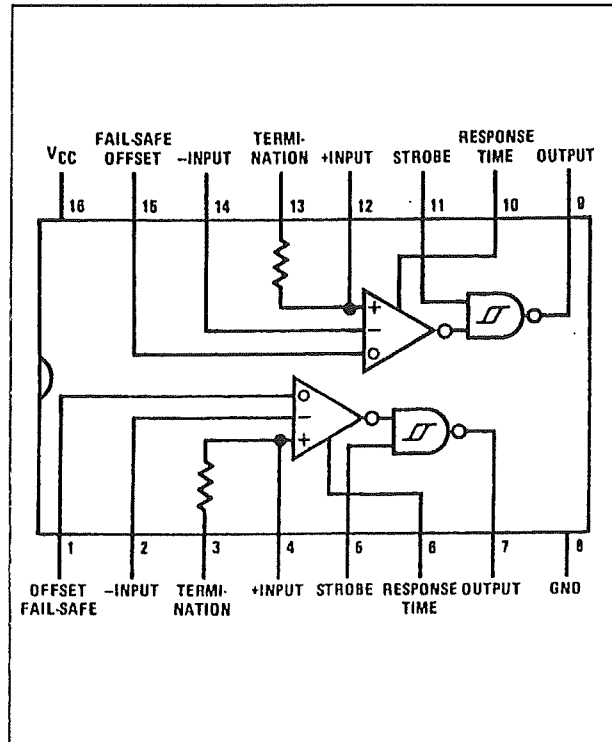 FAIL-SAFE OFFSET
TERMI-NATION
RESPONSE TIME
VCC
-INPUT
+INPUT
STROBE
OUTPUT
16 15 14 13 12 11 10 9
+
-
O
O
-
+
1 2 3 4 5 6 7 8
OFFSET FAIL-SAFE
-INPUT
TERMI-NATION
+INPUT
STROBE
RESPONSE TIME
OUTPUT
GND